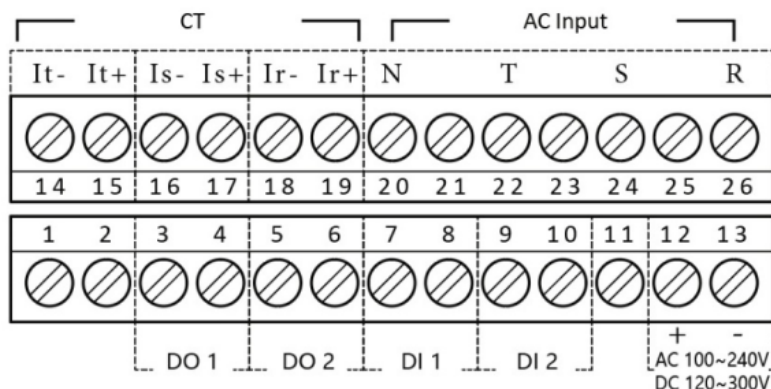 CT AC Input
It- It+ Is- Is+ Ir- Ir+ N T S R
14 15 16 17 18 19 20 21 22 23 24 25 26
1 2 3 4 5 6 7 8 9 10 11 12 13
+ -
DO 1 DO 2 DI 1 DI 2 AC 100~240V
DC 120~300V